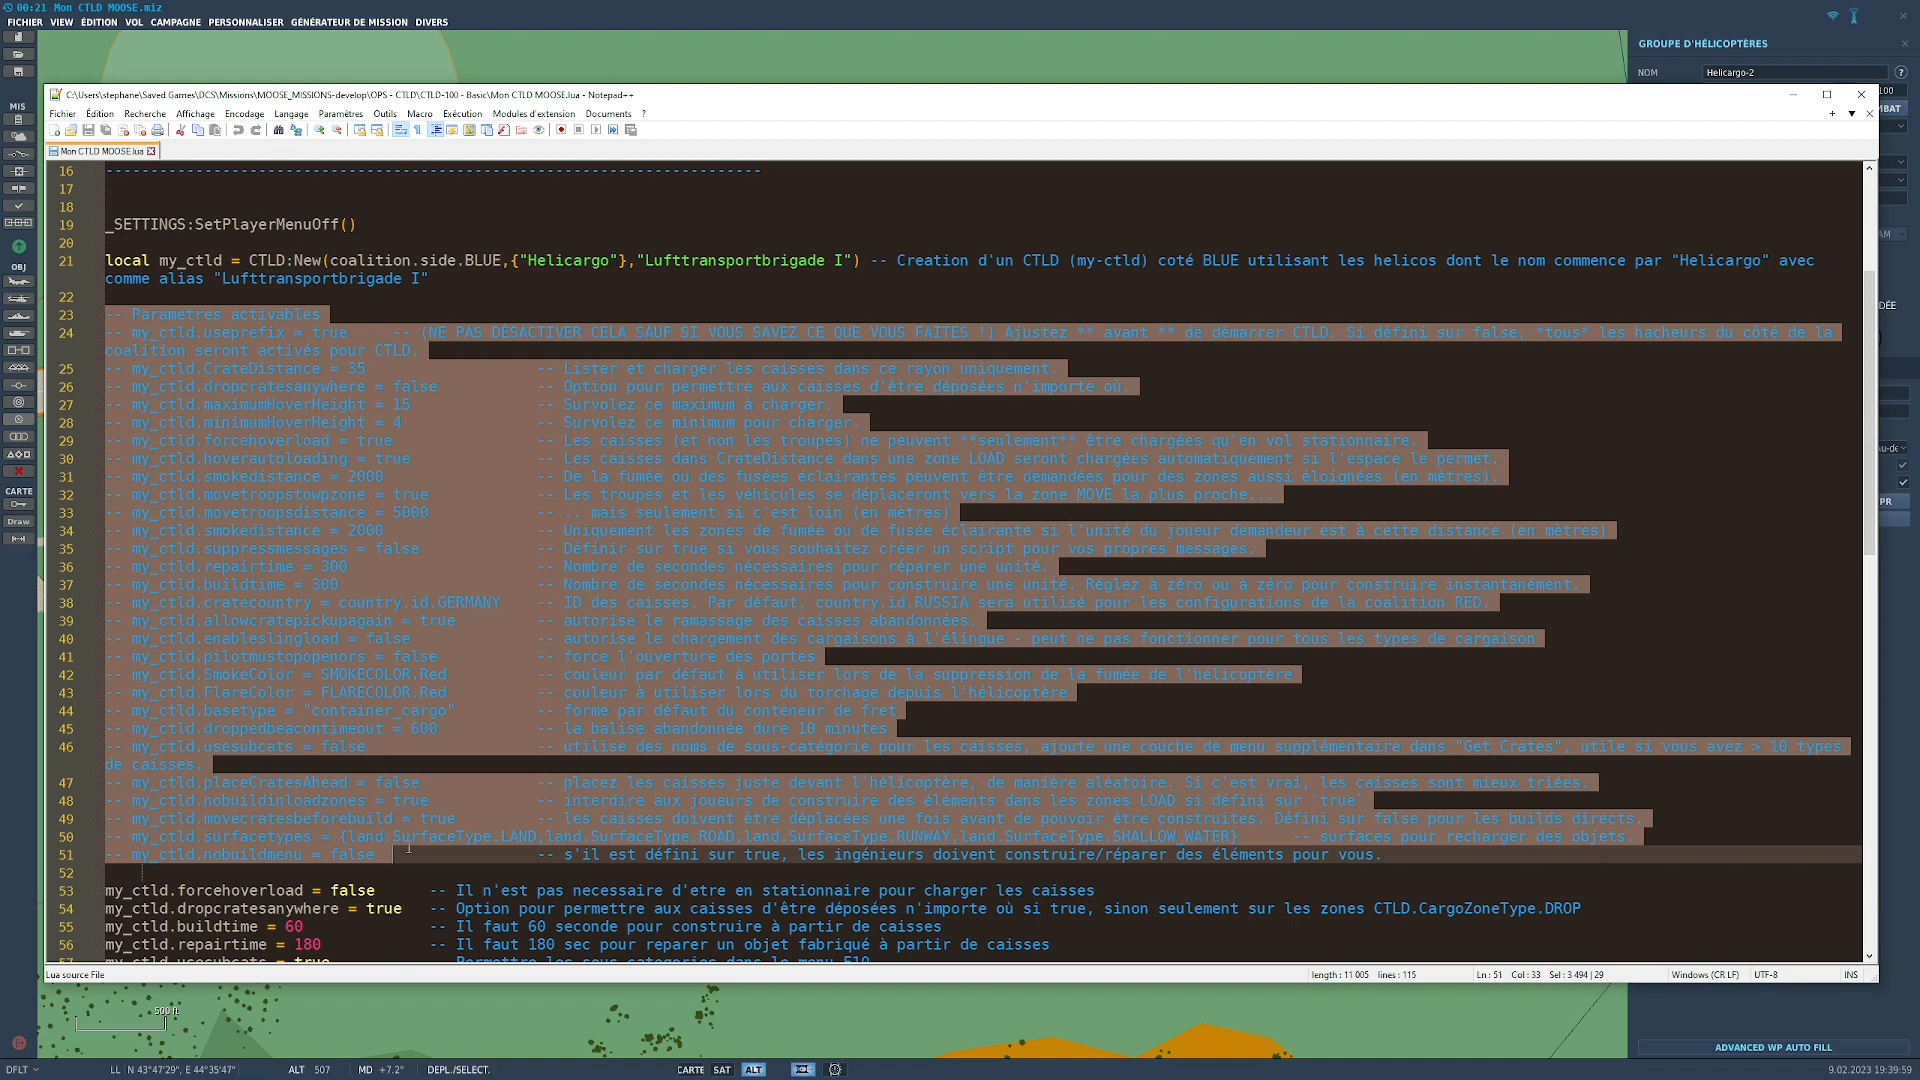 00:21 Mon CTLD MOOSE.miz
FICHIER VIEW ÉDITION VOL CAMPAGNE PERSONNALISER GÉNÉRATEUR DE MISSION DIVERS
GROUPE D'HÉLICOPTÈRES
NOM Helicargo-2 ?
C:\Users\stephane\Saved Games\DCS\Missions\MOOSE_MISSIONS-develop\OPS - CTLD\CTLD-100 - Basic\Mon CTLD MOOSE.lua - Notepad++
Fichier Édition Recherche Affichage Encodage Langage Paramètres Outils Macro Exécution Modules d'extension Documents ?
Mon CTLD MOOSE.lua
MIS
OBJ
CARTE
Draw
16 -------------------------------------------------------------------------
17
18
19 _SETTINGS:SetPlayerMenuOff()
20
21 local my_ctld = CTLD:New(coalition.side.BLUE,{"Helicargo"},"Lufttransportbrigade I") -- Creation d'un CTLD (my-ctld) coté BLUE utilisant les helicos dont le nom commence par "Helicargo" avec
comme alias "Lufttransportbrigade I"
22
23 -- Parametres activables
24 -- my_ctld.useprefix = true -- (NE PAS DÉSACTIVER CELA SAUF SI VOUS SAVEZ CE QUE VOUS FAITES !) Ajustez ** avant ** de démarrer CTLD. Si défini sur false, *tous* les hacheurs du côté de la
coalition seront activés pour CTLD.
25 -- my_ctld.CrateDistance = 35 -- Lister et charger les caisses dans ce rayon uniquement.
26 -- my_ctld.dropcratesanywhere = false -- Option pour permettre aux caisses d'être déposées n'importe où.
27 -- my_ctld.maximumHoverHeight = 15 -- Survolez ce maximum à charger.
28 -- my_ctld.minimumHoverHeight = 4 -- Survolez ce minimum pour charger.
29 -- my_ctld.forcehoverload = true -- Les caisses (et non les troupes) ne peuvent **seulement** être chargées qu'en vol stationnaire.
30 -- my_ctld.hoverautoloading = true -- Les caisses dans CrateDistance dans une zone LOAD seront chargées automatiquement si l'espace le permet.
31 -- my_ctld.smokedistance = 2000 -- De la fumée ou des fusées éclairantes peuvent être demandées pour des zones aussi éloignées (en mètres).
32 -- my_ctld.movetroopstowpzone = true -- Les troupes et les véhicules se déplaceront vers la zone MOVE la plus proche...
33 -- my_ctld.movetroopsdistance = 5000 -- .. mais seulement si c'est loin (en mètres)
34 -- my_ctld.smokedistance = 2000 -- Uniquement les zones de fumée ou de fusée éclairante si l'unité du joueur demandeur est à cette distance (en mètres)
35 -- my_ctld.suppressmessages = false -- Définir sur true si vous souhaitez créer un script pour vos propres messages.
36 -- my_ctld.repairtime = 300 -- Nombre de secondes nécessaires pour réparer une unité.
37 -- my_ctld.buildtime = 300 -- Nombre de secondes nécessaires pour construire une unité. Réglez à zéro ou à zéro pour construire instantanément.
38 -- my_ctld.cratecountry = country.id.GERMANY -- ID des caisses. Par défaut, country.id.RUSSIA sera utilisé pour les configurations de la coalition RED.
39 -- my_ctld.allowcratepickupagain = true -- autorise le ramassage des caisses abandonnées.
40 -- my_ctld.enableslingload = false -- autorise le chargement des cargaisons à l'élingue - peut ne pas fonctionner pour tous les types de cargaison
41 -- my_ctld.pilotmustopopenors = false -- force l'ouverture des portes
42 -- my_ctld.SmokeColor = SMOKECOLOR.Red -- couleur par défaut à utiliser lors de la suppression de la fumée de l'hélicoptère
43 -- my_ctld.FlareColor = FLARECOLOR.Red -- couleur à utiliser lors du torchage depuis l'hélicoptère
44 -- my_ctld.basetype = "container_cargo" -- forme par défaut du conteneur de fret
45 -- my_ctld.droppedbeacontimeout = 600 -- la balise abandonnée dure 10 minutes
46 -- my_ctld.usesubcats = false -- utilise des noms de sous-catégorie pour les caisses, ajoute une couche de menu supplémentaire dans "Get Crates", utile si vous avez > 10 types
de caisses.
47 -- my_ctld.placeCratesAhead = false -- placez les caisses juste devant l'hélicoptère, de manière aléatoire. Si c'est vrai, les caisses sont mieux triées.
48 -- my_ctld.nobuildinloadzones = true -- interdire aux joueurs de construire des éléments dans les zones LOAD si défini sur `true`
49 -- my_ctld.movecratesbeforebuild = true -- les caisses doivent être déplacées une fois avant de pouvoir être construites. Défini sur false pour les builds directs.
50 -- my_ctld.surfacetypes = {land.SurfaceType.LAND,land.SurfaceType.ROAD,land.SurfaceType.RUNWAY,land.SurfaceType.SHALLOW_WATER} -- surfaces pour recharger des objets.
51 -- my_ctld.nobuildmenu = false -- s'il est défini sur true, les ingénieurs doivent construire/réparer des éléments pour vous.
52
53 my_ctld.forcehoverload = false -- Il n'est pas necessaire d'etre en stationnaire pour charger les caisses
54 my_ctld.dropcratesanywhere = true -- Option pour permettre aux caisses d'être déposées n'importe où si true, sinon seulement sur les zones CTLD.CargoZoneType.DROP
55 my_ctld.buildtime = 60 -- Il faut 60 seconde pour construire à partir de caisses
56 my_ctld.repairtime = 180 -- Il faut 180 sec pour reparer un objet fabriqué à partir de caisses
57 my_ctld.usesubcats = true -- Permettre les sous-categories dans le menu F10
Lua source File length : 11 005 lines : 115 Ln : 51 Col : 33 Sel : 3 494 | 29 Windows (CR LF) UTF-8 INS
100
MBAT
AM
DÉE
Au-de
PR
500 ft
ADVANCED WP AUTO FILL
DFLT LL N 43°47'29", E 44°35'47" ALT 507 MD +7.2° DEPL./SELECT. CARTE SAT ALT 9.02.2023 19:39:59